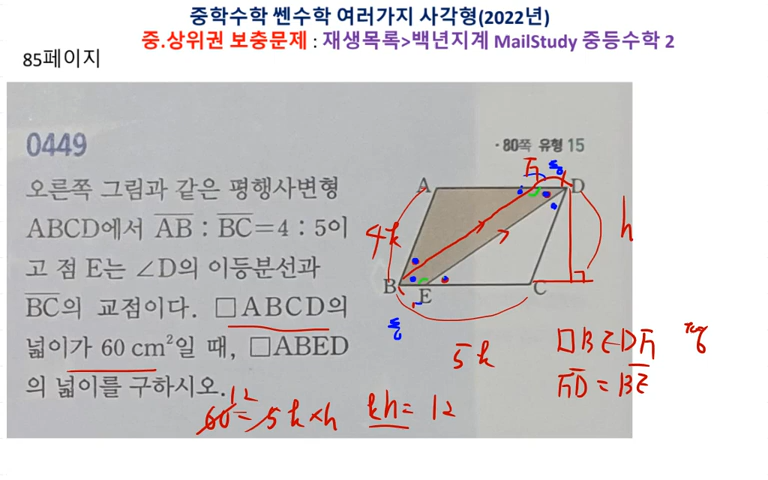 중학수학 쎈수학 여러가지 사각형(2022년)
중.상위권 보충문제 : 재생목록>백년지계 MailStudy 중등수학 2
85페이지
0449
· 80쪽 유형 15
오른쪽 그림과 같은 평행사변형
ABCD에서 AB : BC=4 : 5이
고 점 E는 ∠D의 이등분선과
BC의 교점이다. □ABCD의
넓이가 60 cm²일 때, □ABED
의 넓이를 구하시오.
A
D
B
E
C
4k
h
5k
□BEDF
FD = BE
12
60 = 5k×h
kh = 12